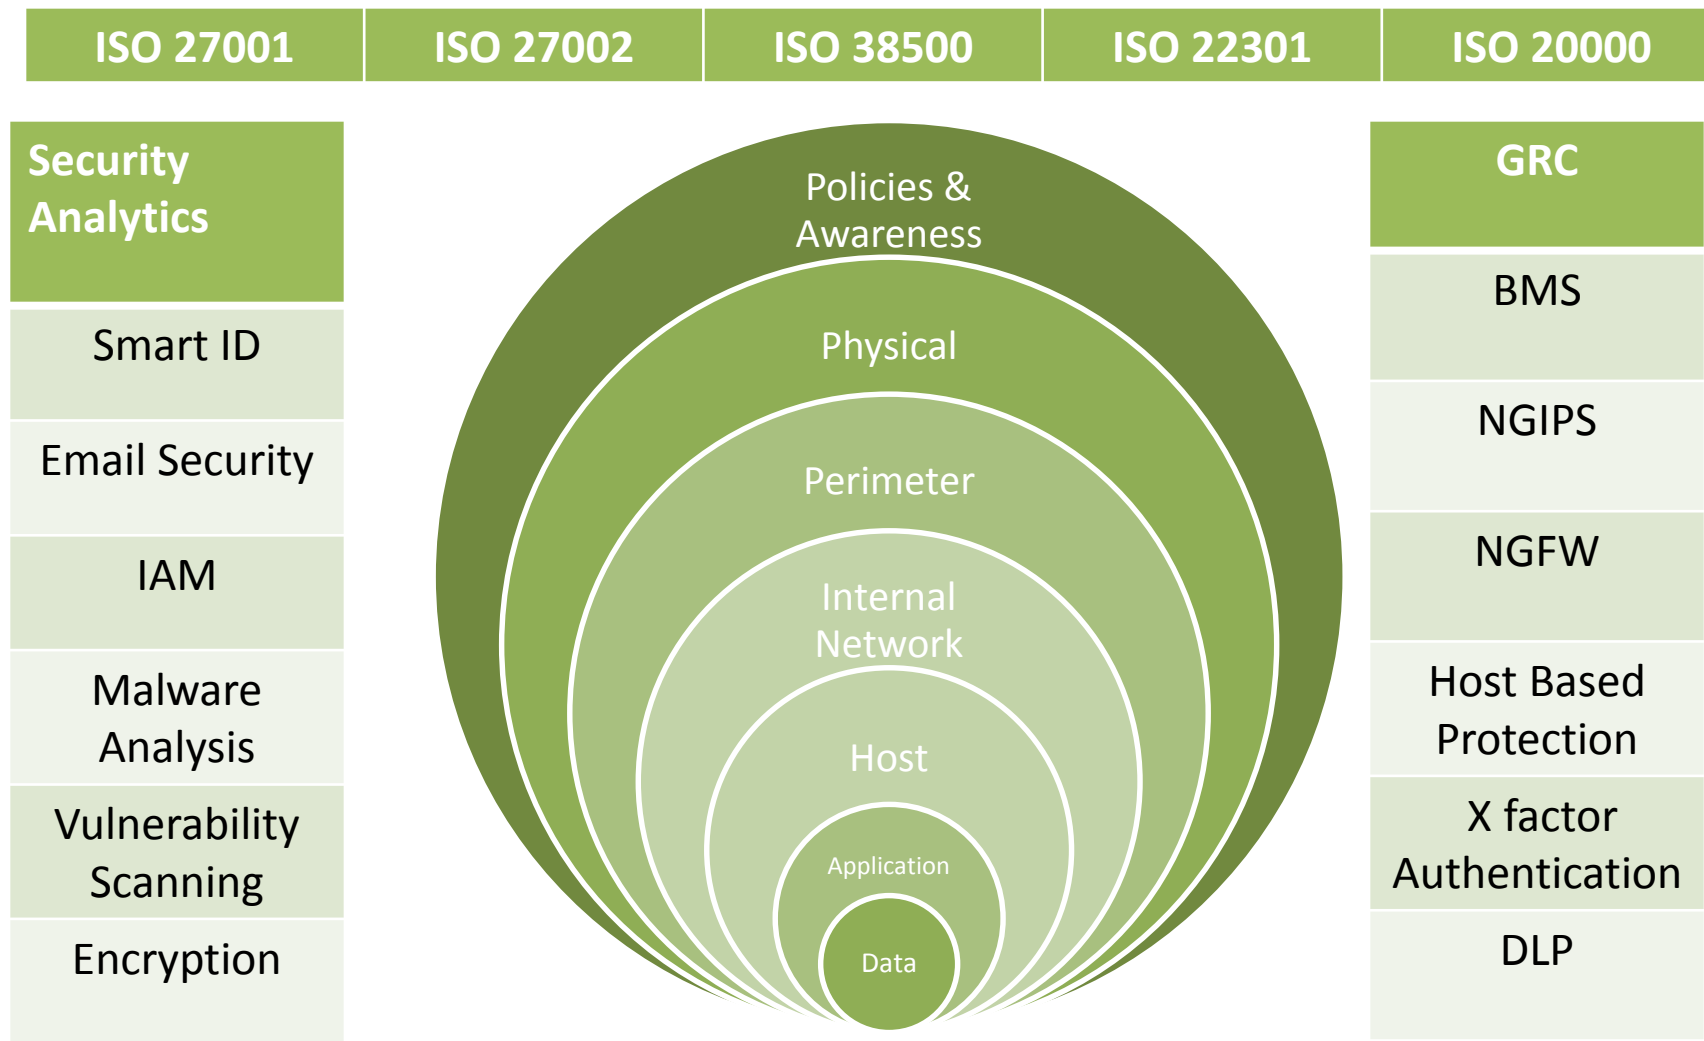 ISO 27001
ISO 27002
ISO 38500
ISO 22301
ISO 20000
Security
Analytics
Smart ID
Email Security
IAM
Malware
Analysis
Vulnerability
Scanning
Encryption
Policies &
Awareness
Physical
Perimeter
Internal
Network
Host
Application
Data
GRC
BMS
NGIPS
NGFW
Host Based
Protection
X factor
Authentication
DLP